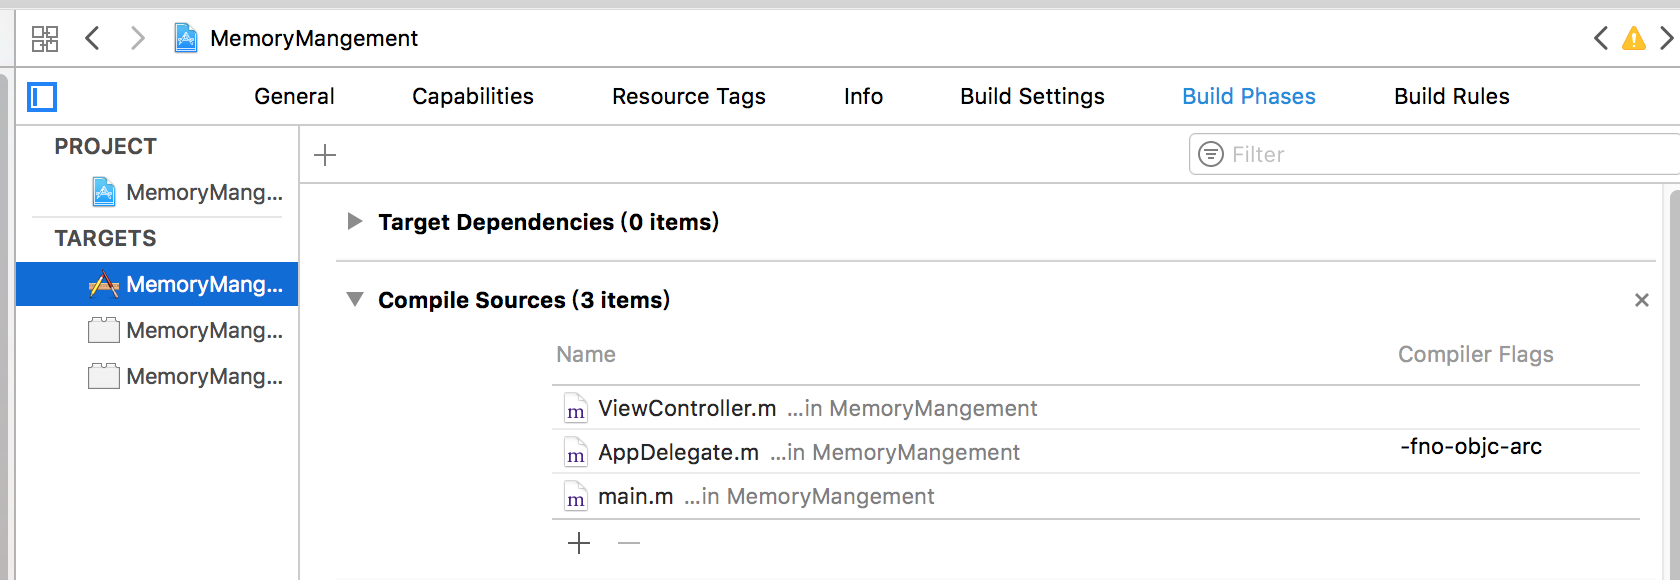 MemoryMangement
General Capabilities Resource Tags Info Build Settings Build Phases Build Rules
PROJECT
MemoryMang...
TARGETS
MemoryMang...
MemoryMang...
MemoryMang...
Filter
Target Dependencies (0 items)
Compile Sources (3 items)
Name Compiler Flags
m ViewController.m ...in MemoryMangement
m AppDelegate.m ...in MemoryMangement -fno-objc-arc
m main.m ...in MemoryMangement